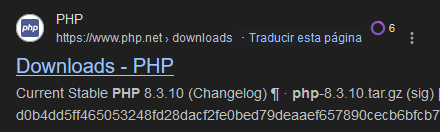 php
PHP
6
https://www.php.net › downloads · Traducir esta página
Downloads - PHP
Current Stable PHP 8.3.10 (Changelog) ¶ · php-8.3.10.tar.gz (sig)
d0b4dd5ff465053248fd28dacf2fe0bed79deaaef657890cecb6bfcb7